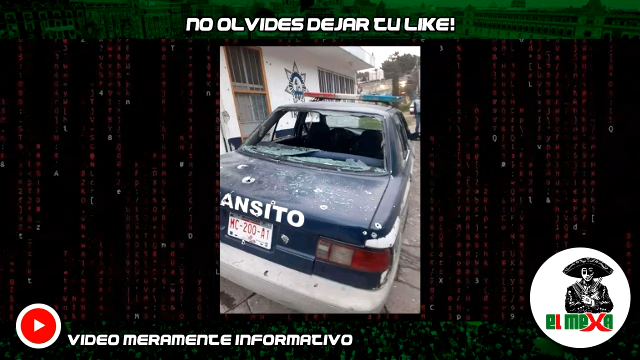 NO OLVIDES DEJAR TU LIKE!
ANSITO
MC-200-A1
EL MEXA
VIDEO MERAMENTE INFORMATIVO